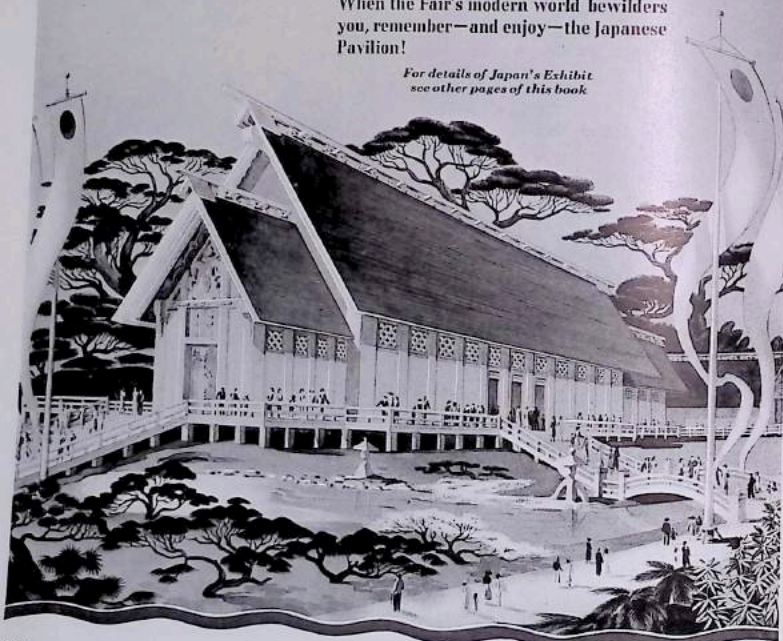 When the Fair's modern world bewilders
you, remember—and enjoy—the Japanese
Pavilion!
For details of Japan's Exhibit
see other pages of this book